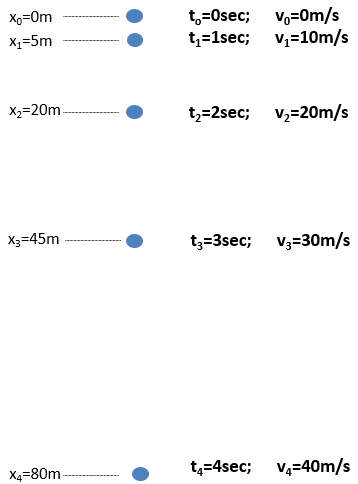 x₀=0m t₀=0sec; v₀=0m/s
x₁=5m t₁=1sec; v₁=10m/s
x₂=20m t₂=2sec; v₂=20m/s
x₃=45m t₃=3sec; v₃=30m/s
x₄=80m t₄=4sec; v₄=40m/s